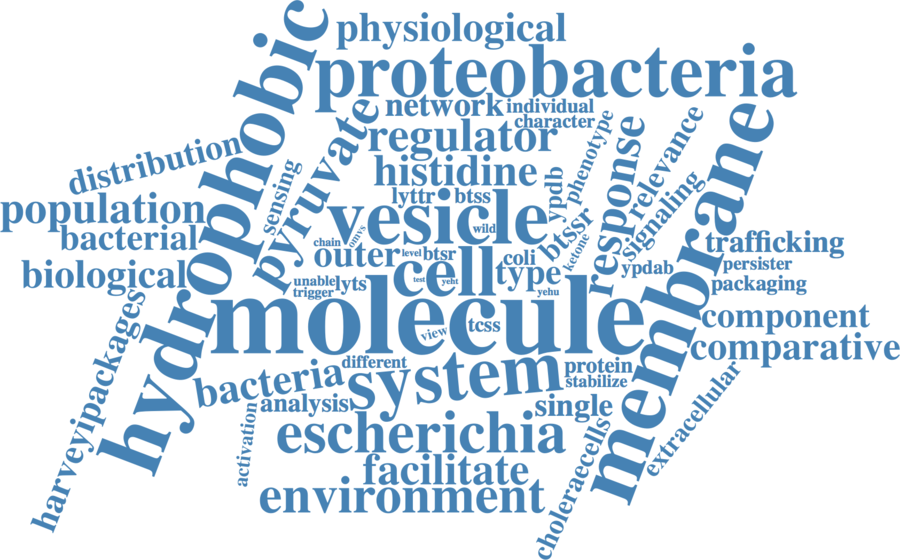 physiological
hydrophobic
proteobacteria
network
individual
character
pyruvate
regulator
phenotype
relevance
response
membrane
distribution
sensing
histidine
ypdb
signaling
population
lyttr
btss
vesicle
wild
btssr
bacterial
chain
omvs
outer
level
btsr
coli
ketone
trafficking
biological
cell
type
ypdab
persister
unable
lyts
test
yeht
packaging
trigger
yehu
molecule
view
tcss
component
harveyipackages
comparative
different
bacteria
system
protein
stabilize
extracellular
analysis
single
activation
escherichia
choleraecells
facilitate
environment